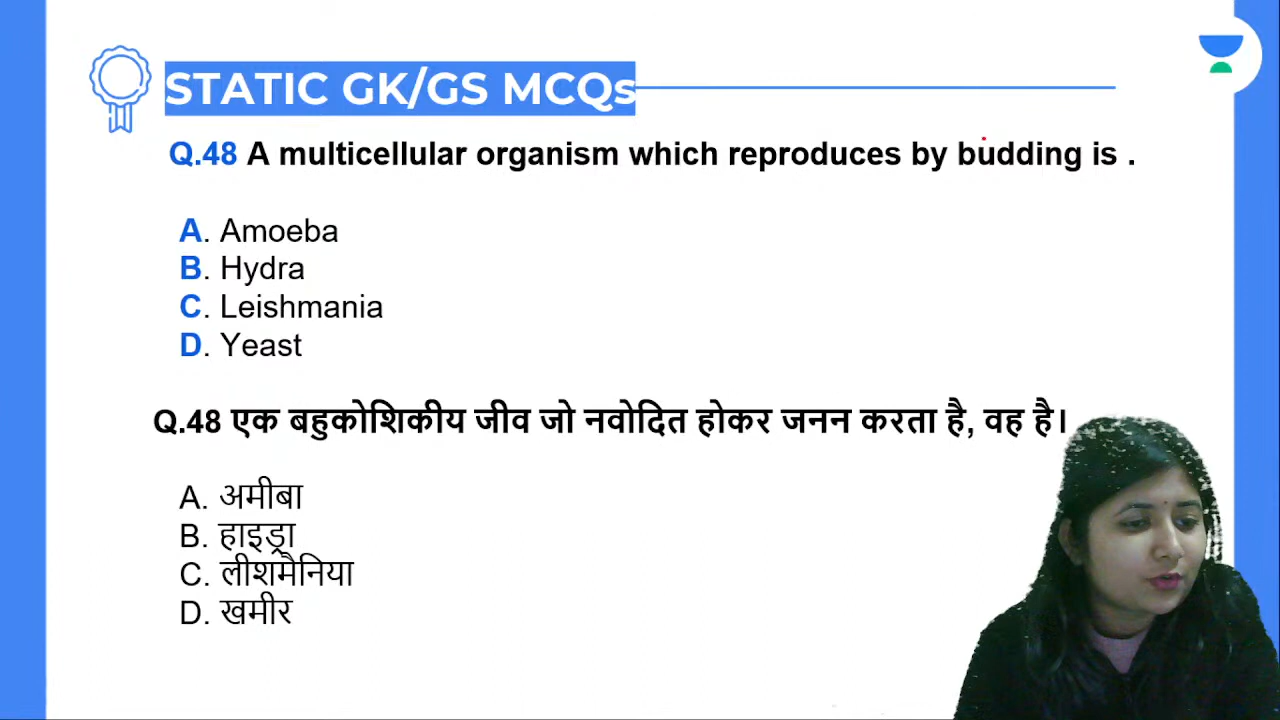 STATIC GK/GS MCQs
Q.48 A multicellular organism which reproduces by budding is .
A. Amoeba
B. Hydra
C. Leishmania
D. Yeast
Q.48 एक बहुकोशिकीय जीव जो नवोदित होकर जनन करता है, वह है।
A. अमीबा
B. हाइड्रा
C. लीशमैनिया
D. खमीर